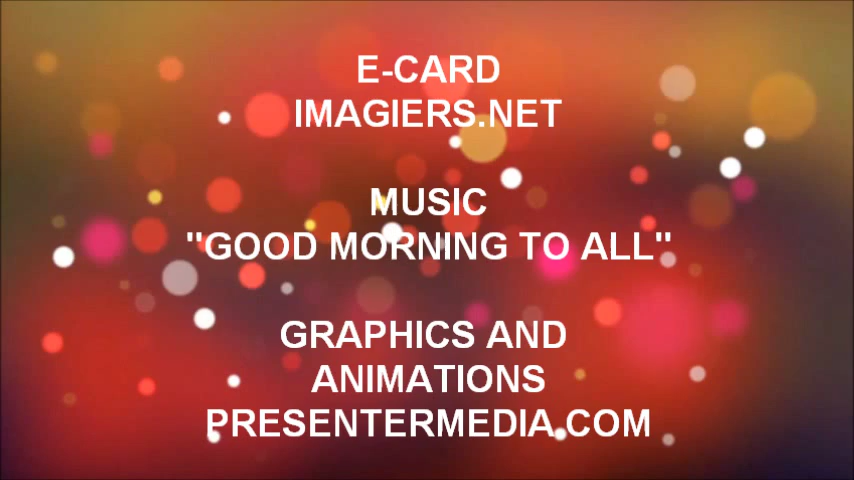 E-CARD
IMAGIERS.NET
MUSIC
"GOOD MORNING TO ALL"
GRAPHICS AND
ANIMATIONS
PRESENTERMEDIA.COM